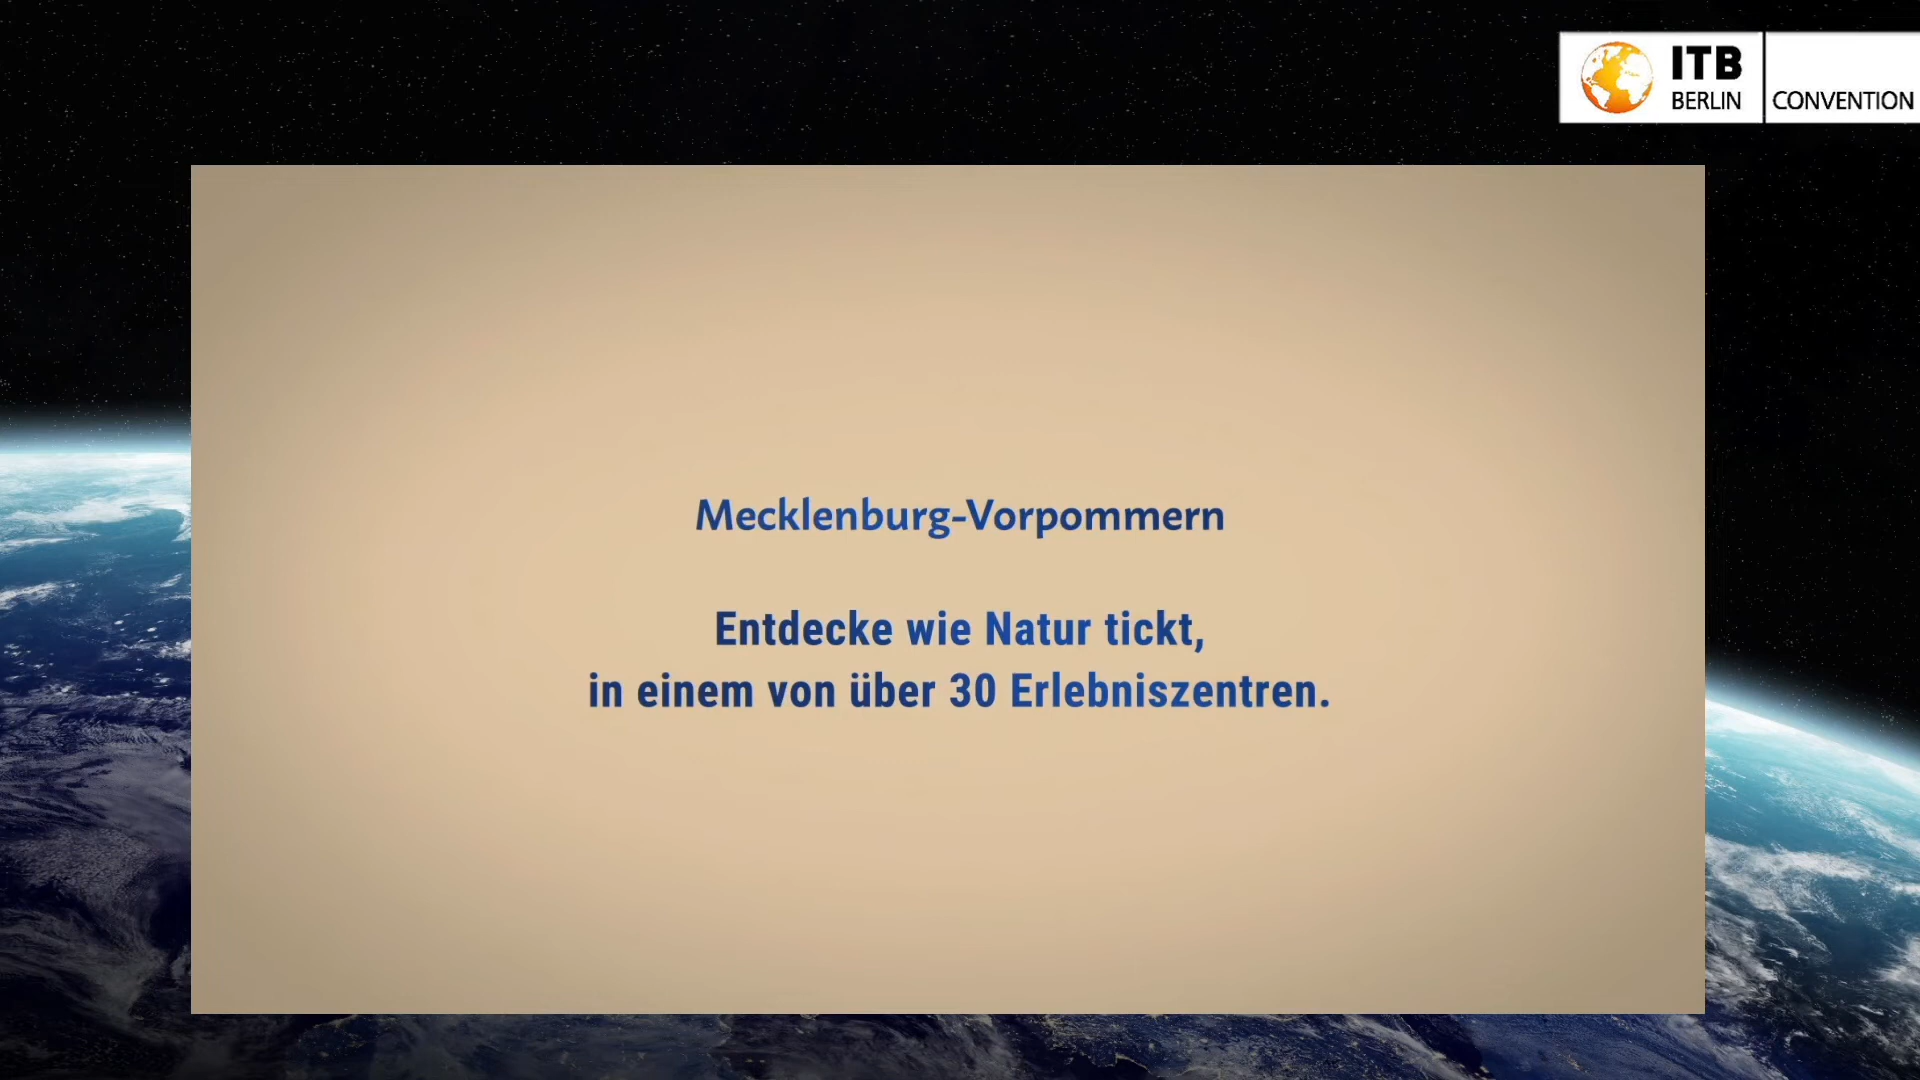 ITB
BERLIN
CONVENTION
Mecklenburg-Vorpommern
Entdecke wie Natur tickt,
in einem von über 30 Erlebniszentren.